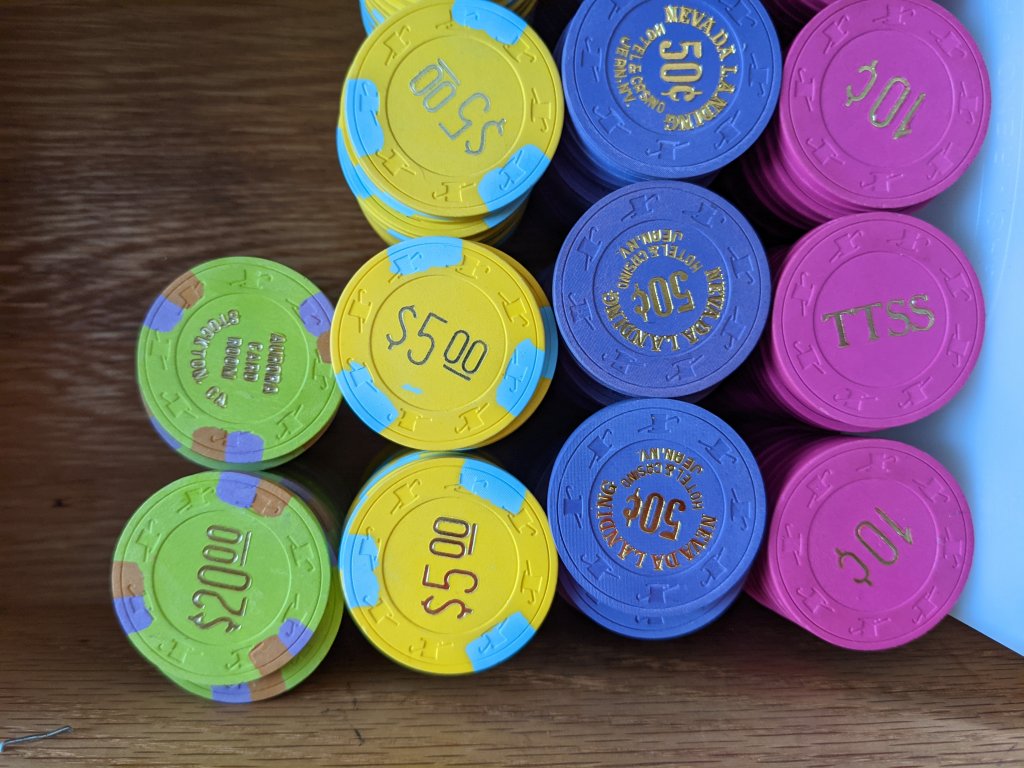 $5 00
NEVADA LANDING
50¢
HOTEL & CASINO
JEAN, NV.
10¢
CARD
ROOM
STOCKTON, CA
$5 00
NEVADA LANDING
50¢
HOTEL & CASINO
JEAN, NV.
TTSS
$20 00
$5 00
NEVADA LANDING
50¢
HOTEL & CASINO
JEAN, NV.
10¢